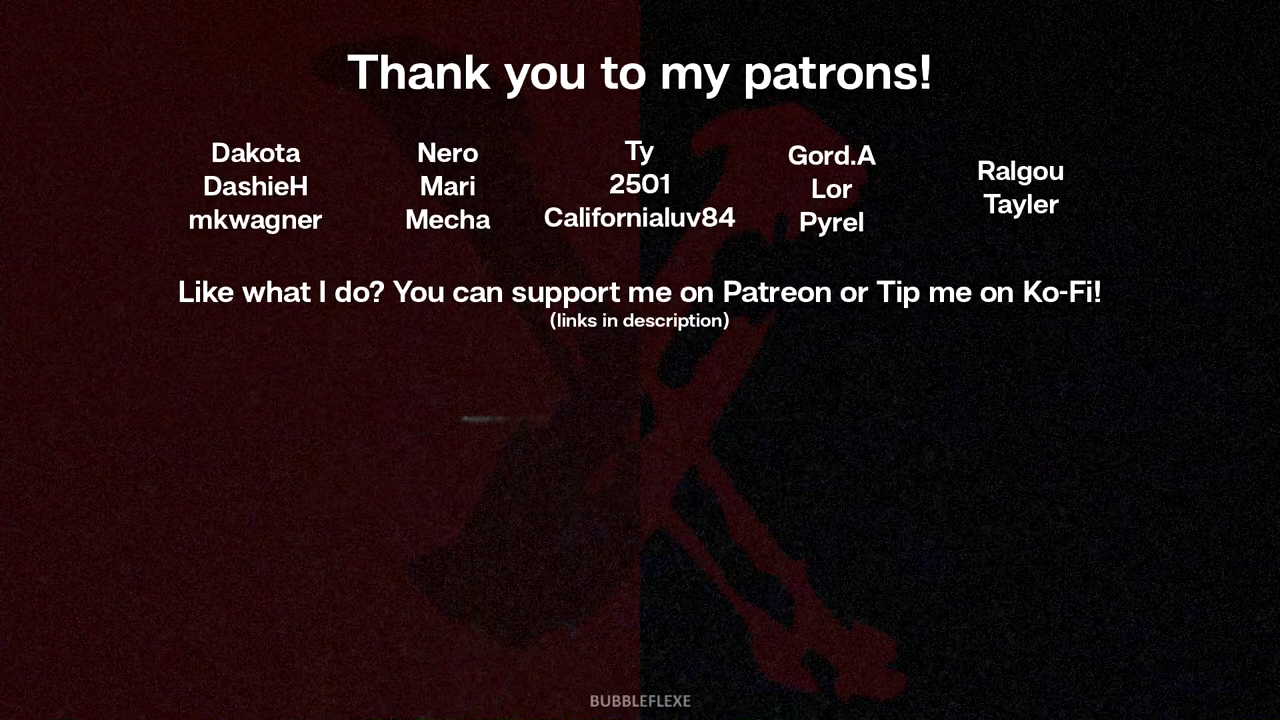 Thank you to my patrons!
Dakota
DashieH
mkwagner
Nero
Mari
Mecha
Ty
2501
Californialuv84
Gord.A
Lor
Pyrel
Ralgou
Tayler
Like what I do? You can support me on Patreon or Tip me on Ko-Fi!
(links in description)
BUBBLEFLEXE